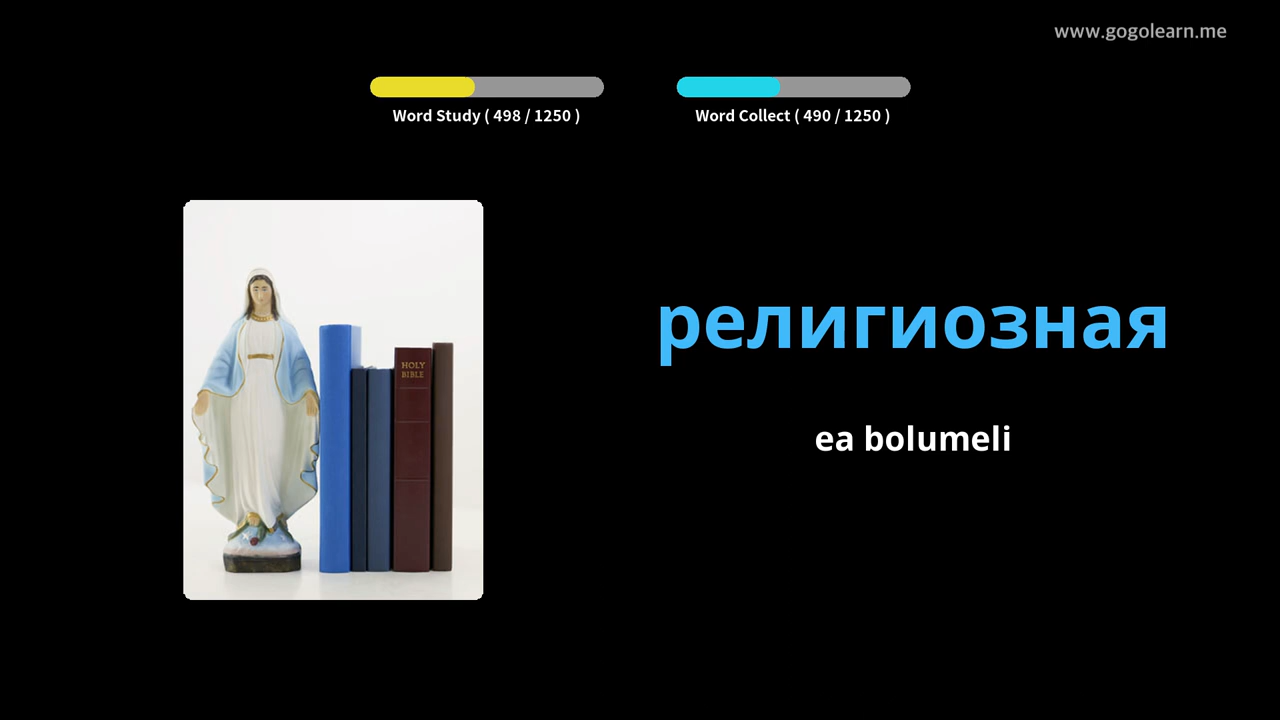 www.gogolearn.me
Word Study ( 498 / 1250 )
Word Collect ( 490 / 1250 )
HOLY
BIBLE
религиозная
ea bolumeli